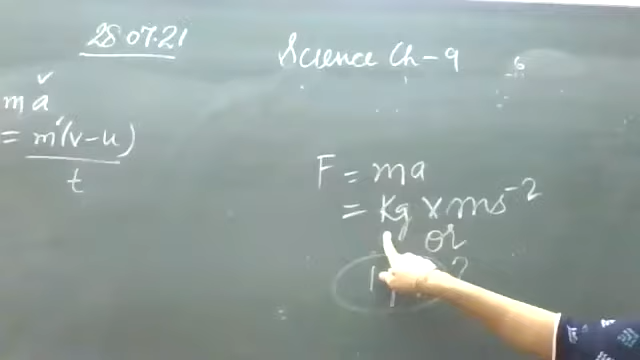 28.07.21
Science Ch-9
ma
= m(v-u)
t
F = ma
= Kg × ms⁻²
or